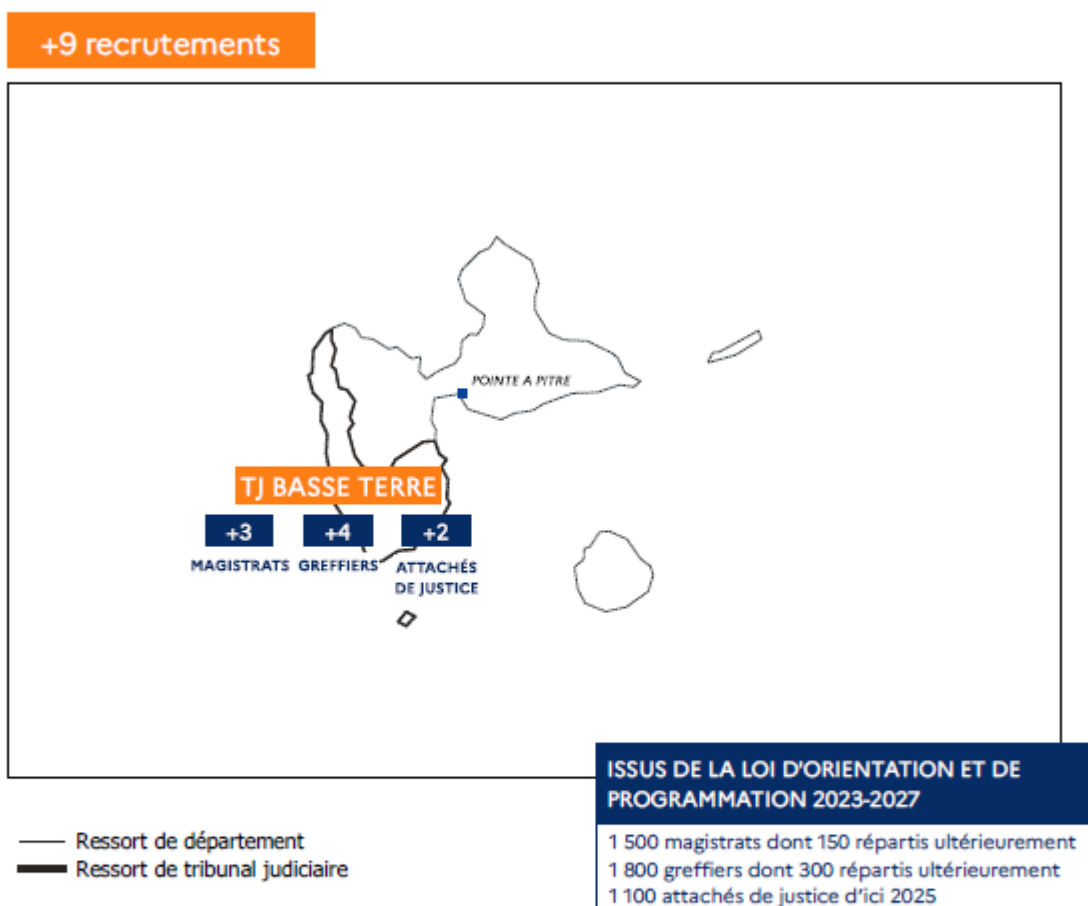 +9 recrutements
POINTE A PITRE
TJ BASSE TERRE
+3
+4
+2
MAGISTRATS
GREFFIERS
ATTACHÉS
DE JUSTICE
ISSUS DE LA LOI D'ORIENTATION ET DE
PROGRAMMATION 2023-2027
1 500 magistrats dont 150 répartis ultérieurement
1 800 greffiers dont 300 répartis ultérieurement
1 100 attachés de justice d'ici 2025
Ressort de département
Ressort de tribunal judiciaire